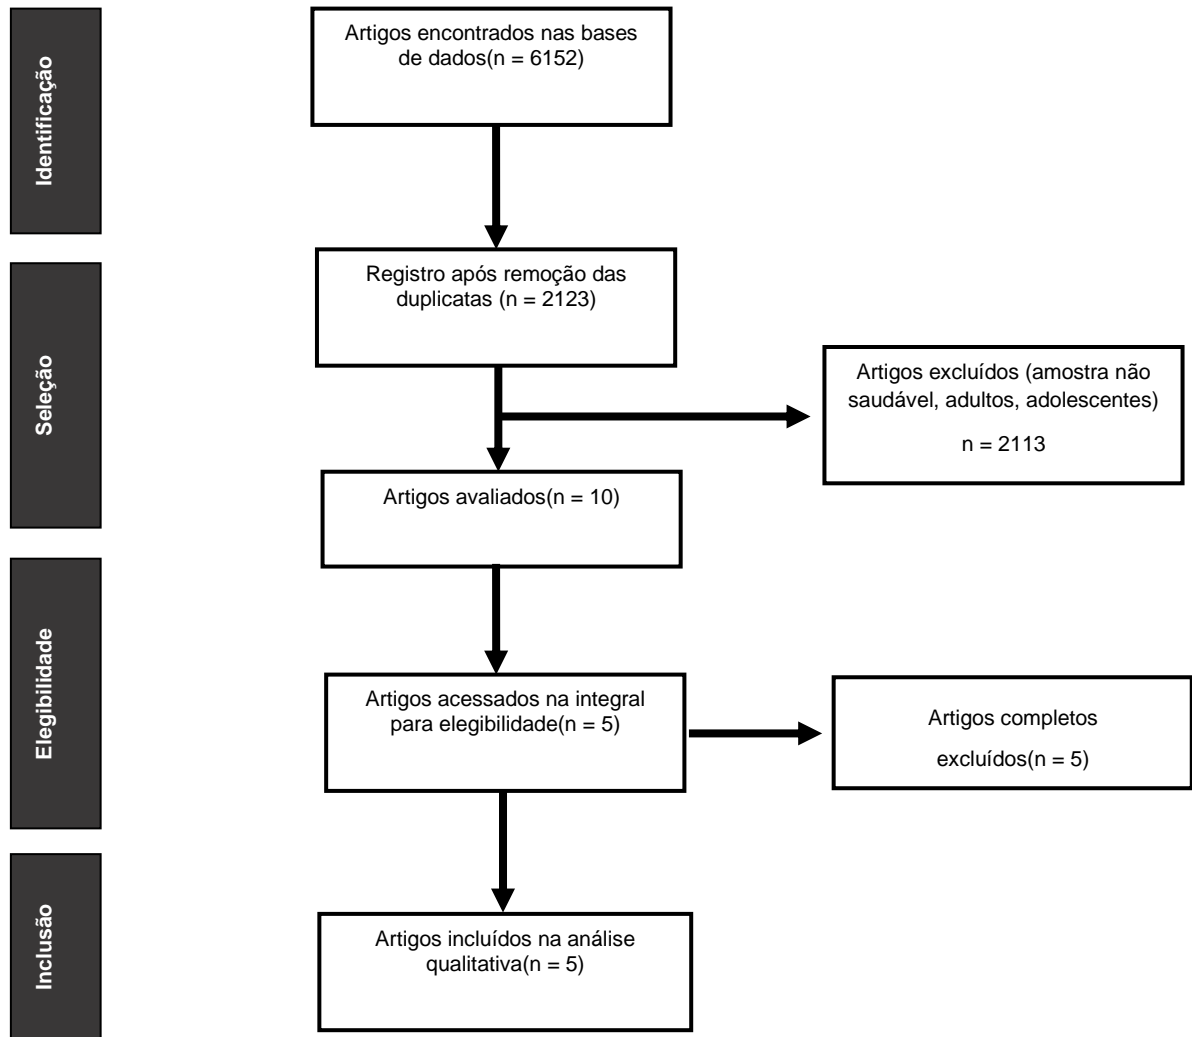 Identificação
Artigos encontrados nas bases
de dados(n = 6152)
Seleção
Registro após remoção das
duplicatas (n = 2123)
Artigos excluídos (amostra não
saudável, adultos, adolescentes)
n = 2113
Artigos avaliados(n = 10)
Elegibilidade
Artigos acessados na integral
para elegibilidade(n = 5)
Artigos completos
excluídos(n = 5)
Inclusão
Artigos incluídos na análise
qualitativa(n = 5)